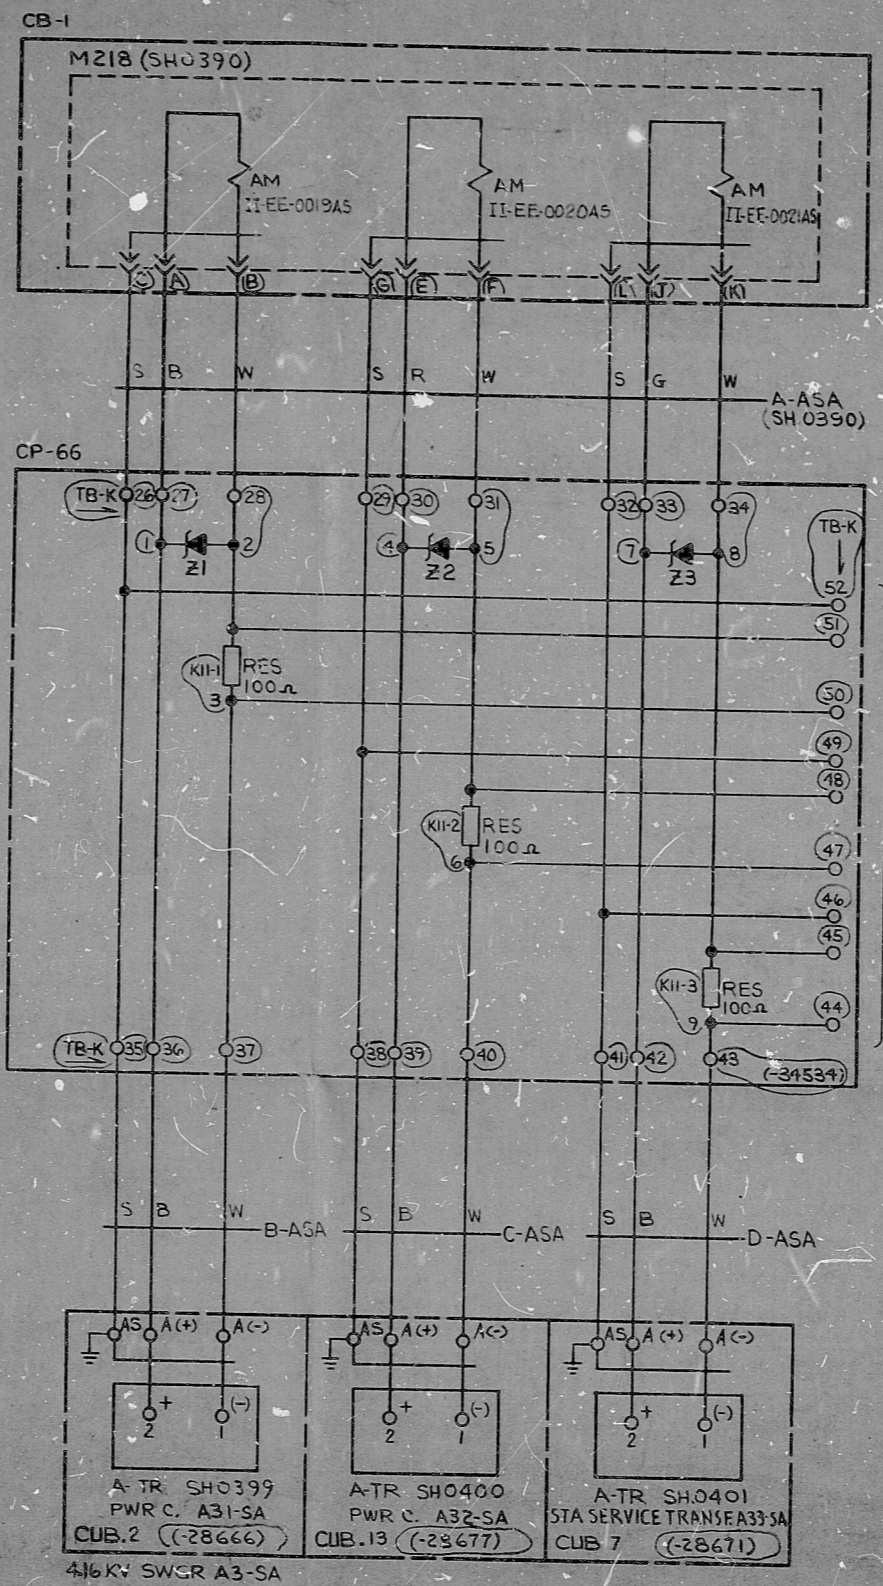 CB-1
M218 (SH0390)
AM AM AM
II-EE-0019AS II-EE-0020AS II-EE-0021AS
C A B G E F L J K
S B W S R W S G W
A-ASA
(SH.0390)
CP-66
TB-K 26 27 28 29 30 31 32 33 34
TB-K
1 2 4 5 7 8
Z1 Z2 Z3
52
51
K11-1 RES
100Ω
3
50
49
48
K11-2 RES
100Ω
6
47
46
45
K11-3 RES
100Ω
9
44
TB-K 35 36 37 38 39 40 41 42 43
(-34534)
S B W B-ASA S B W C-ASA S B W D-ASA
AS A(+) A(-) AS A(+) A(-) AS A(+) A(-)
+ (-) + (-) + (-)
2 1 2 1 2 1
A-TR SH0399 A-TR SH0400 A-TR SH.0401
PWR C. A31-SA PWR C. A32-SA STA SERVICE TRANSF. A33-SA
CUB.2 (-28666) CUB.13 (-28677) CUB 7 (-28671)
4.16KV SWGR A3-SA